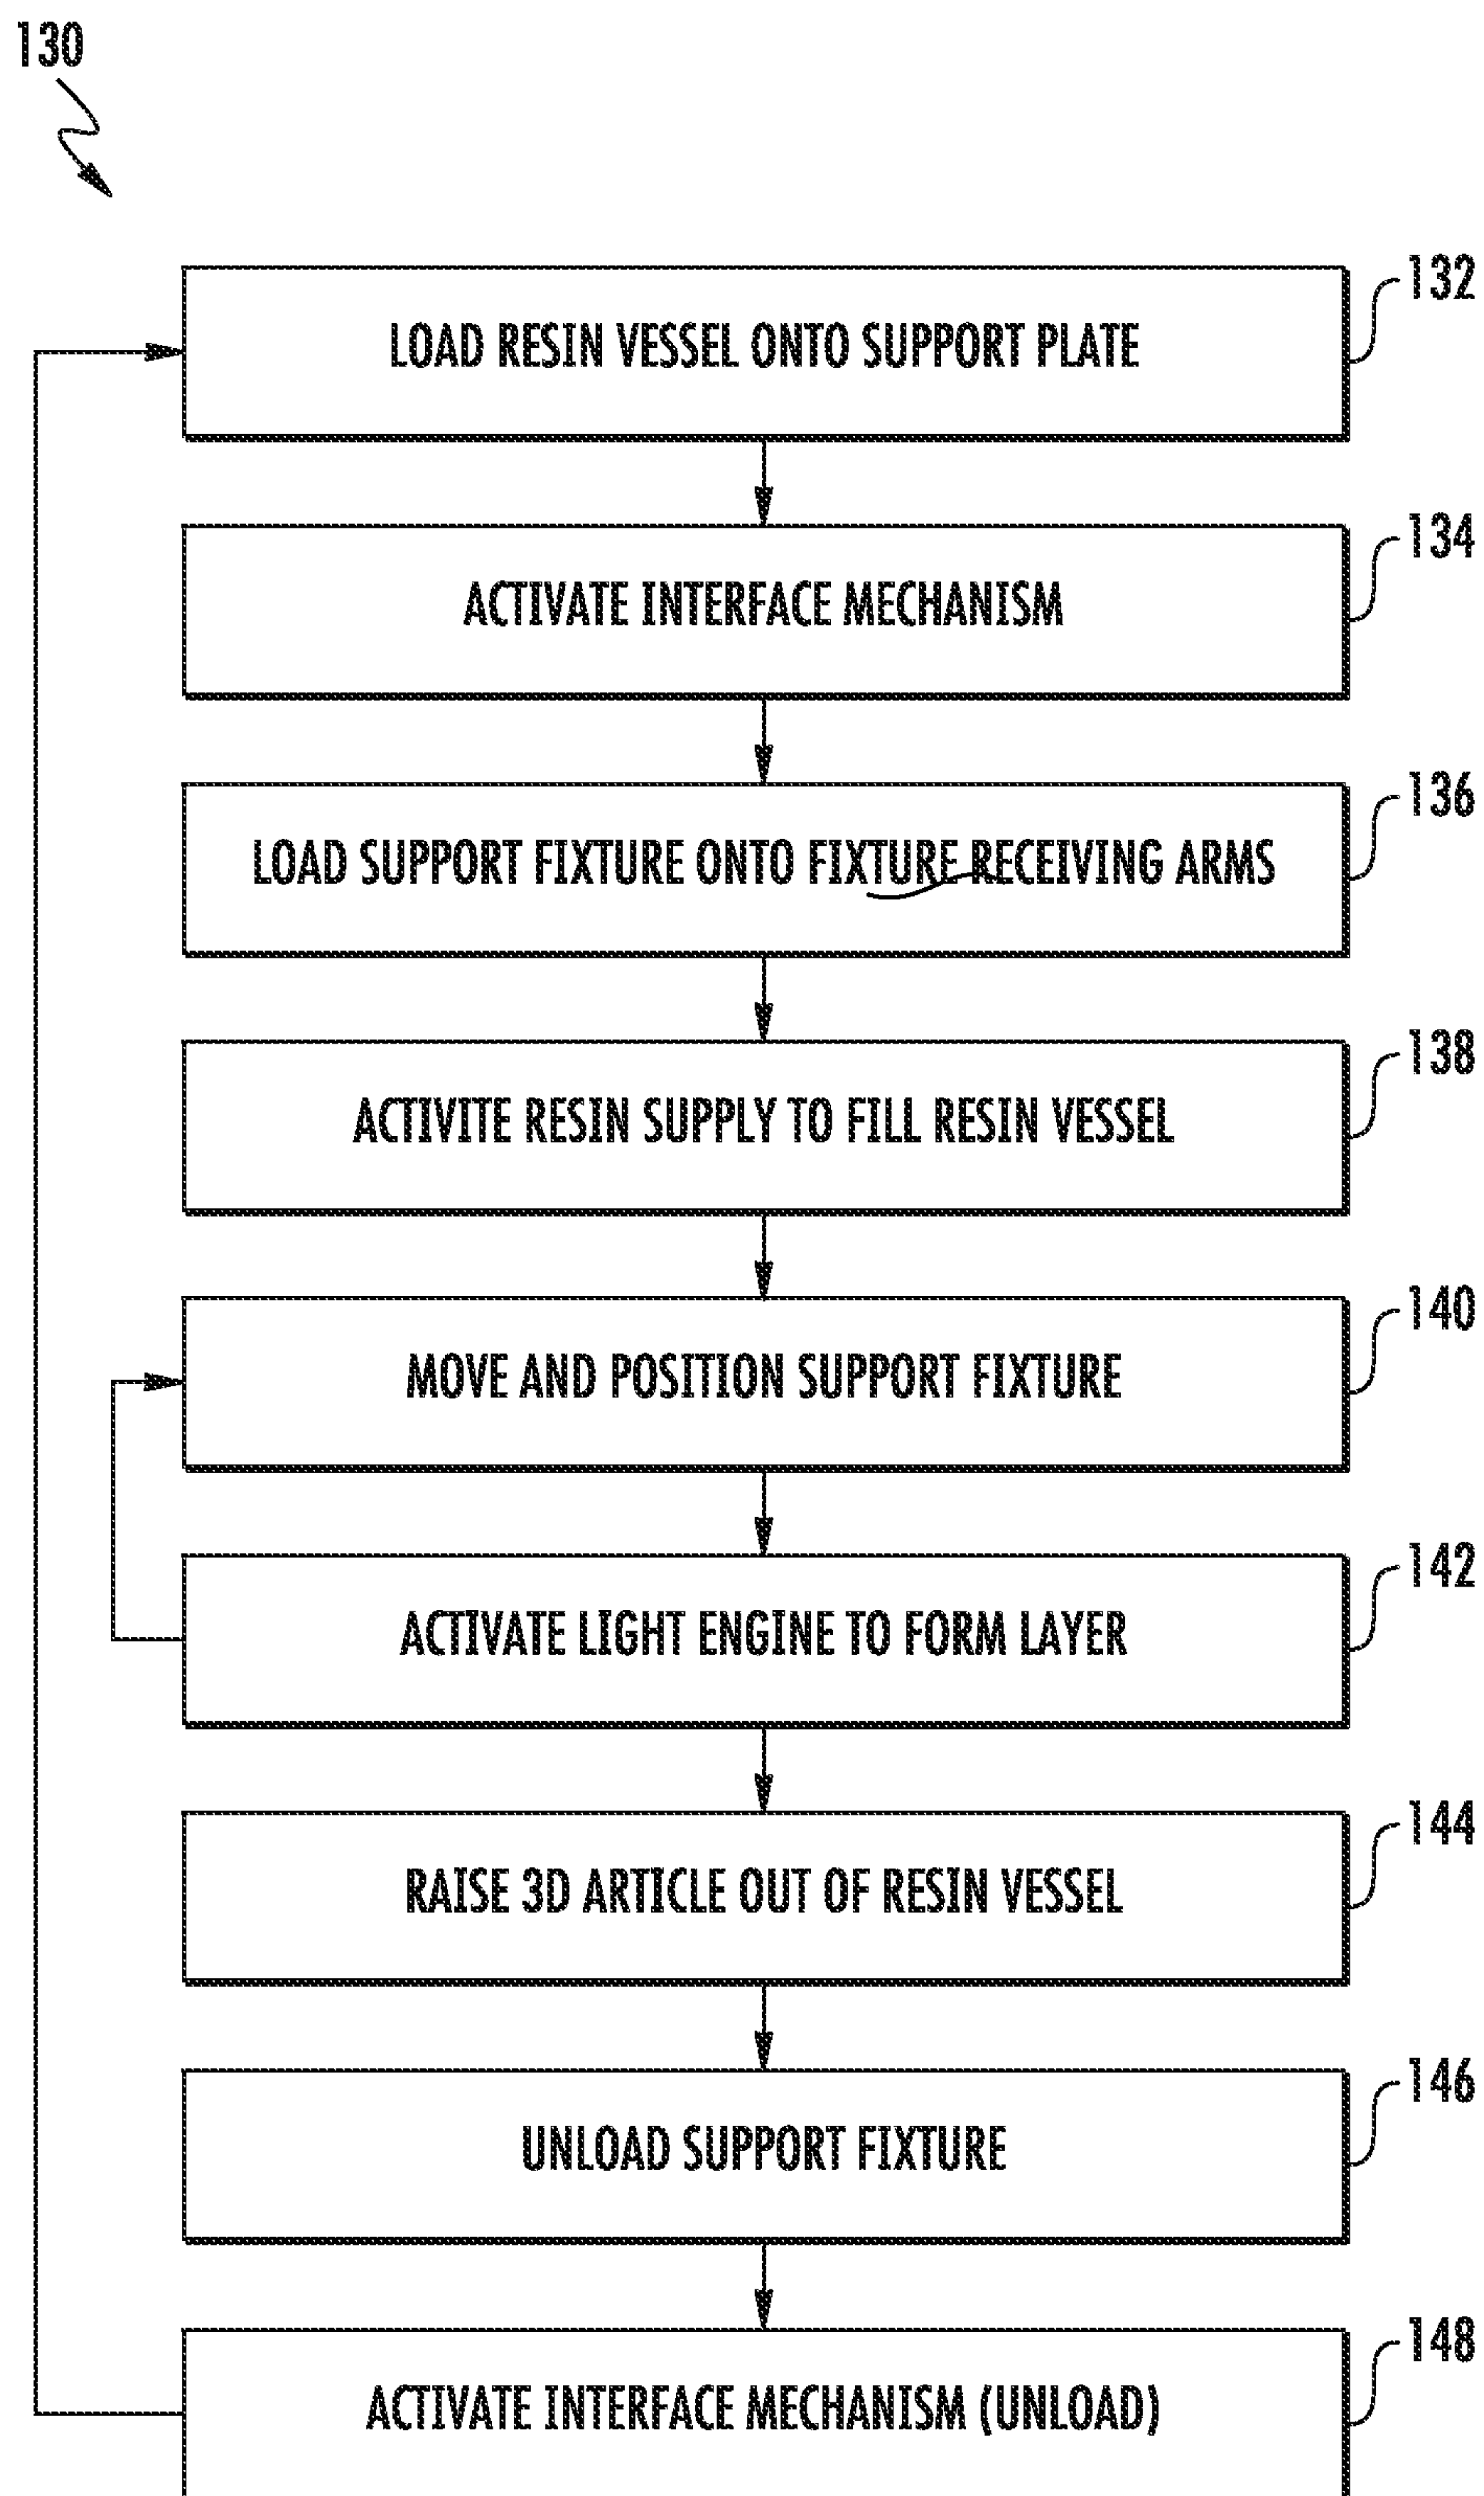 130
LOAD RESIN VESSEL ONTO SUPPORT PLATE
132
ACTIVATE INTERFACE MECHANISM
134
LOAD SUPPORT FIXTURE ONTO FIXTURE RECEIVING ARMS
136
ACTIVITE RESIN SUPPLY TO FILL RESIN VESSEL
138
MOVE AND POSITION SUPPORT FIXTURE
140
ACTIVATE LIGHT ENGINE TO FORM LAYER
142
RAISE 3D ARTICLE OUT OF RESIN VESSEL
144
UNLOAD SUPPORT FIXTURE
146
ACTIVATE INTERFACE MECHANISM (UNLOAD)
148